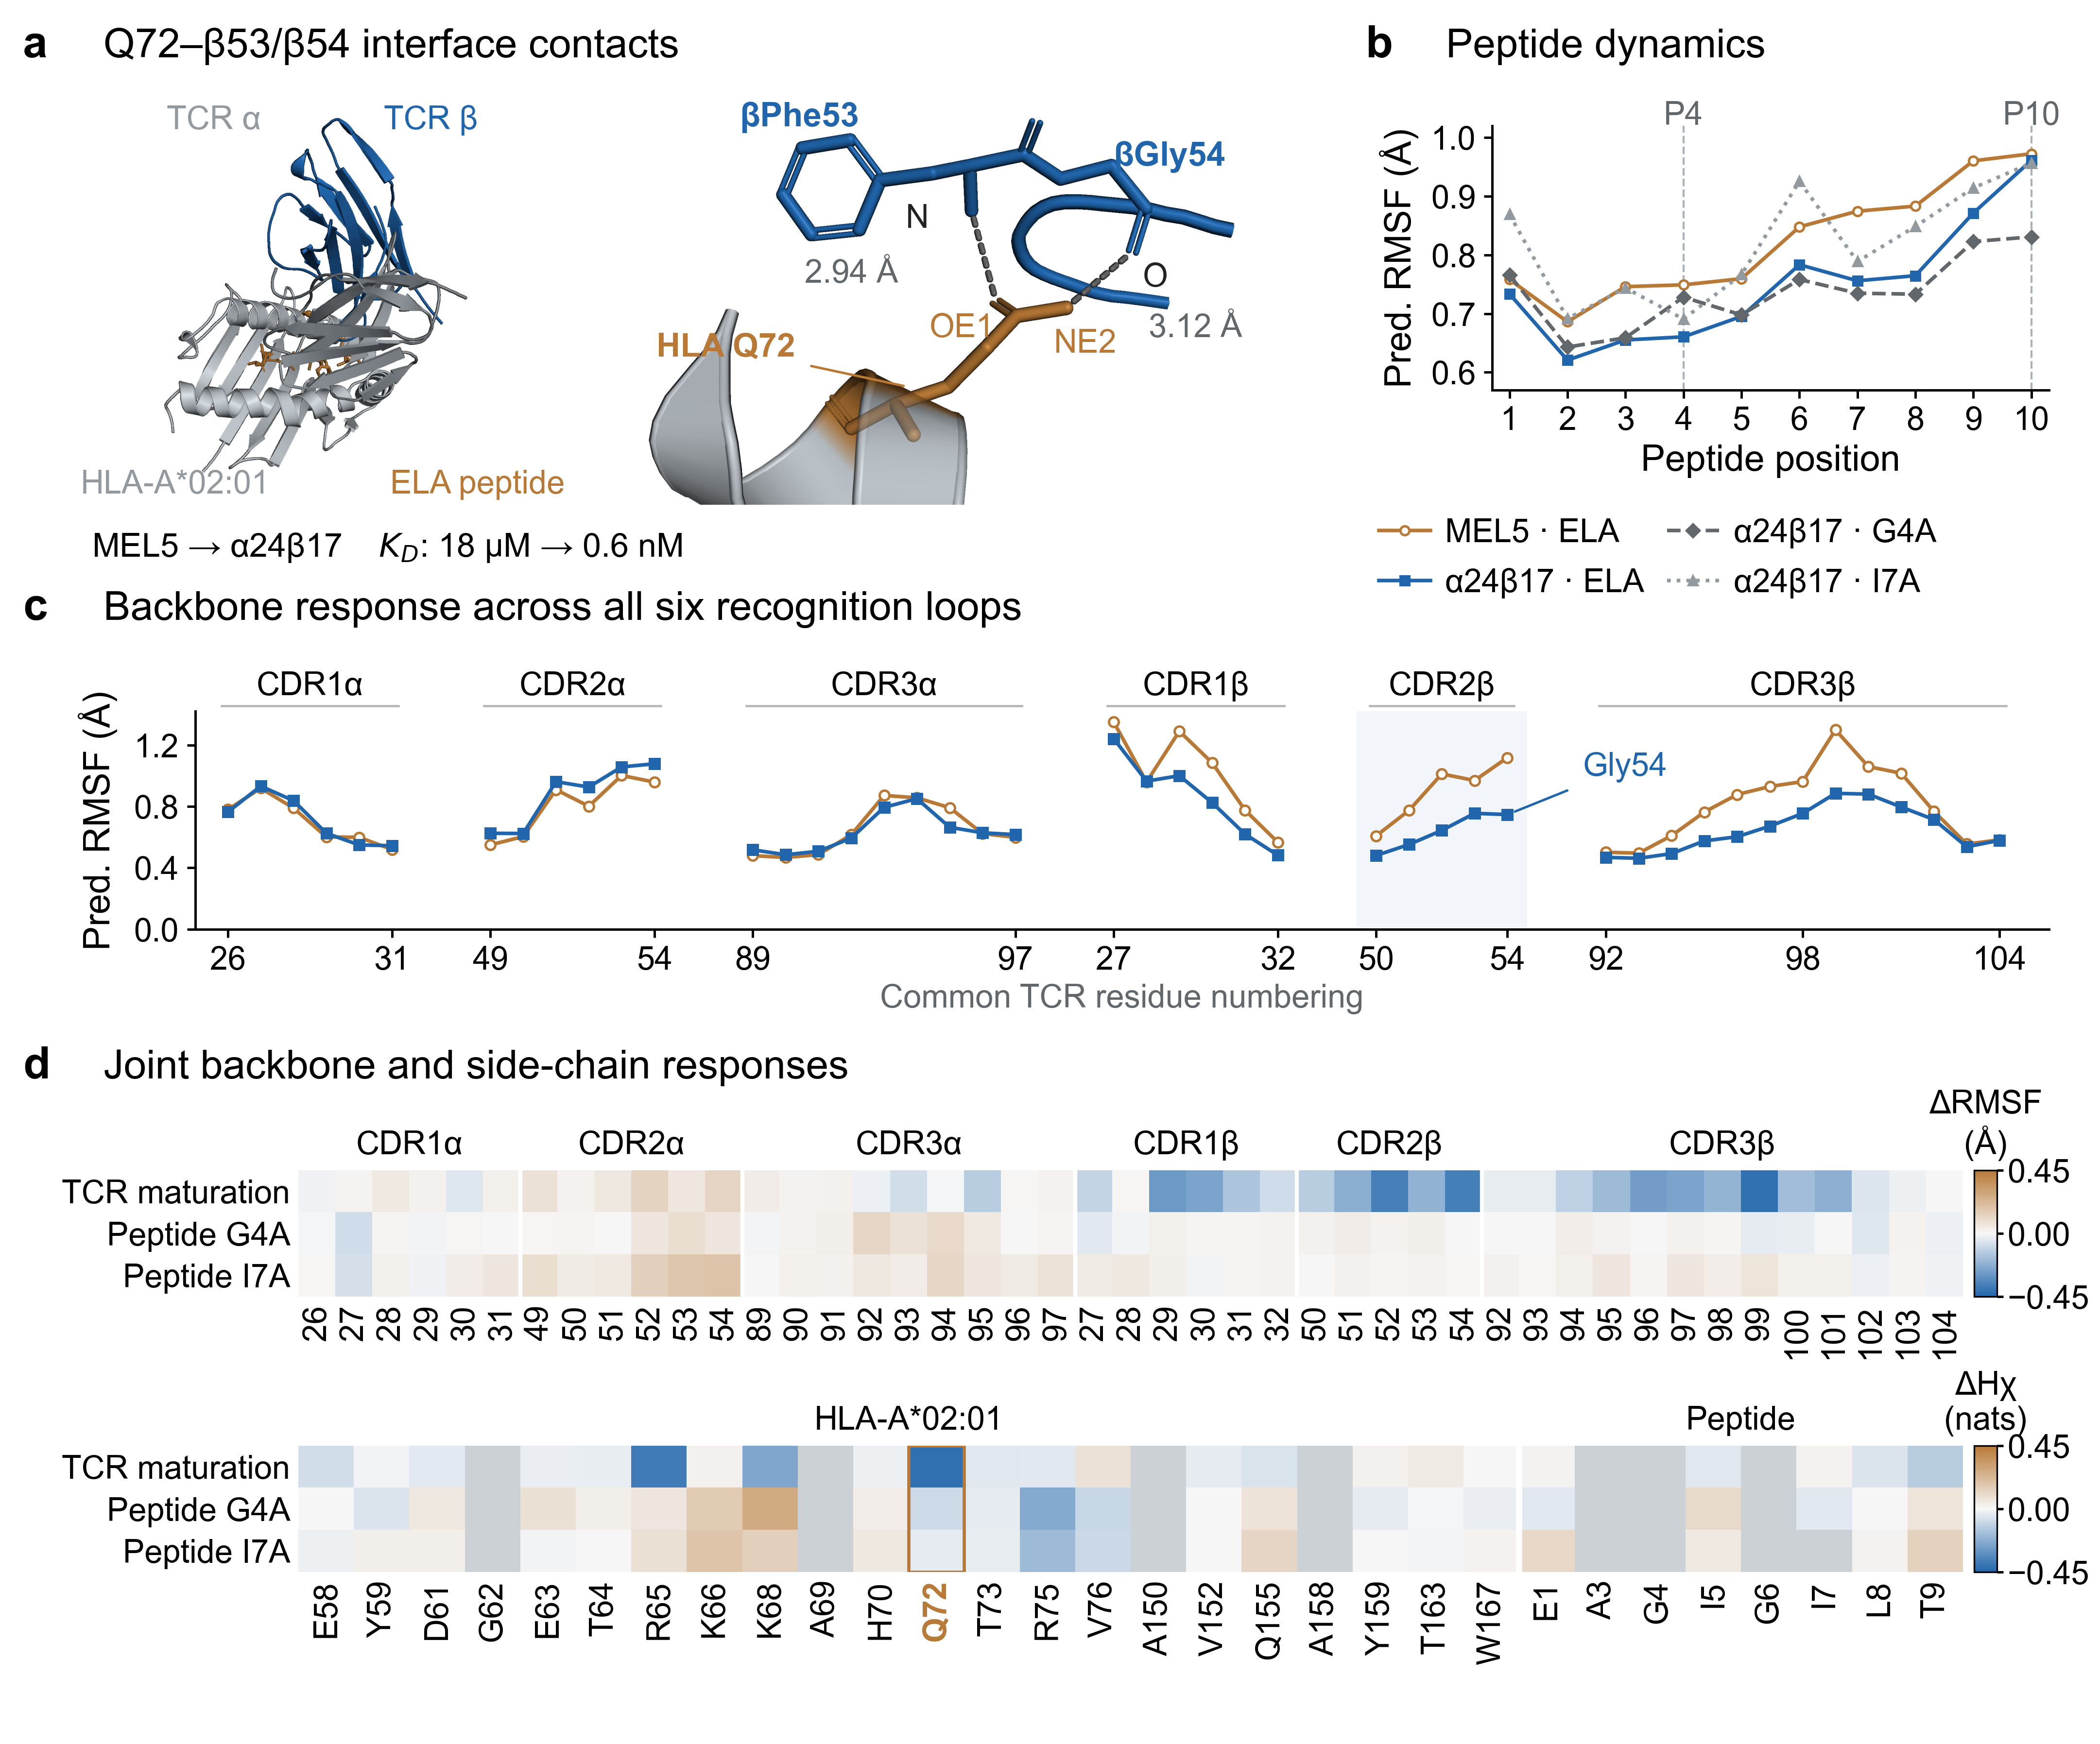 a Q72–β53/β54 interface contacts
TCR α
TCR β
HLA-A*02:01
ELA peptide
MEL5 → α24β17 K_D: 18 µM → 0.6 nM
βPhe53
βGly54
N
O
2.94 Å
3.12 Å
OE1
NE2
HLA Q72
b Peptide dynamics
P4
P10
Pred. RMSF (Å)
1.0
0.9
0.8
0.7
0.6
1 2 3 4 5 6 7 8 9 10
Peptide position
MEL5 · ELA
α24β17 · G4A
α24β17 · ELA
α24β17 · I7A
c Backbone response across all six recognition loops
CDR1α CDR2α CDR3α CDR1β CDR2β CDR3β
Pred. RMSF (Å)
1.2
0.8
0.4
0.0
Gly54
26 31 49 54 89 97 27 32 50 54 92 98 104
Common TCR residue numbering
d Joint backbone and side-chain responses
ΔRMSF
(Å)
CDR1α CDR2α CDR3α CDR1β CDR2β CDR3β
TCR maturation
Peptide G4A
Peptide I7A
0.45
0.00
−0.45
26 27 28 29 30 31 49 50 51 52 53 54 89 90 91 92 93 94 95 96 97 27 28 29 30 31 32 50 51 52 53 54 92 93 94 95 96 97 98 99 100 101 102 103 104
ΔHχ
(nats)
HLA-A*02:01 Peptide
TCR maturation
Peptide G4A
Peptide I7A
0.45
0.00
−0.45
E58 Y59 D61 G62 E63 T64 R65 K66 K68 A69 H70 Q72 T73 R75 V76 A150 V152 Q155 A158 Y159 T163 W167 E1 A3 G4 I5 G6 I7 L8 T9